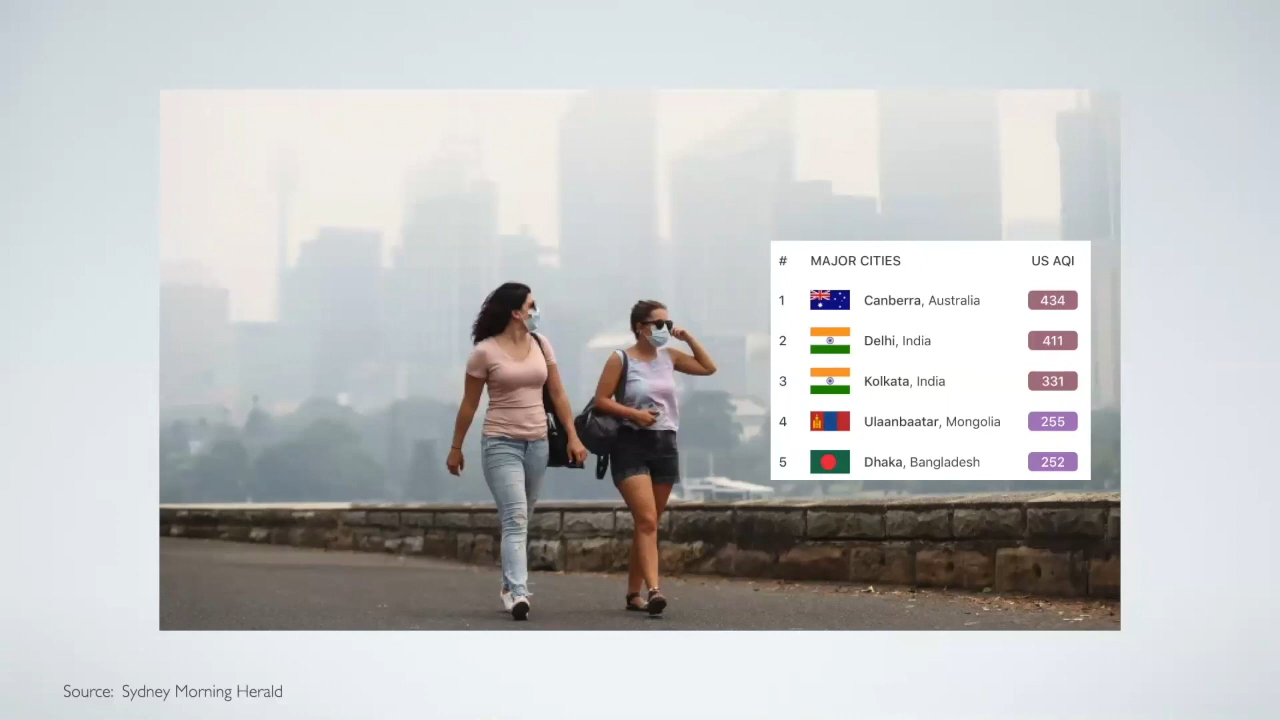 # MAJOR CITIES US AQI
1 Canberra, Australia 434
2 Delhi, India 411
3 Kolkata, India 331
4 Ulaanbaatar, Mongolia 255
5 Dhaka, Bangladesh 252
Source: Sydney Morning Herald